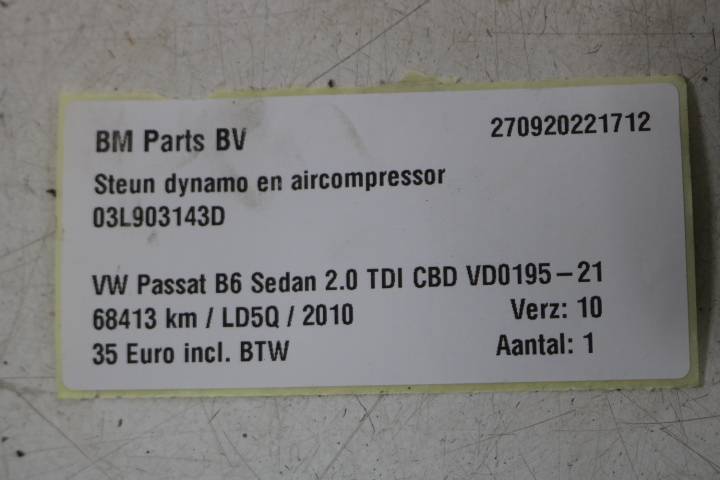 BM Parts BV 270920221712
Steun dynamo en aircompressor
03L903143D
VW Passat B6 Sedan 2.0 TDI CBD VD0195-21
68413 km / LD5Q / 2010 Verz: 10
35 Euro incl. BTW Aantal: 1